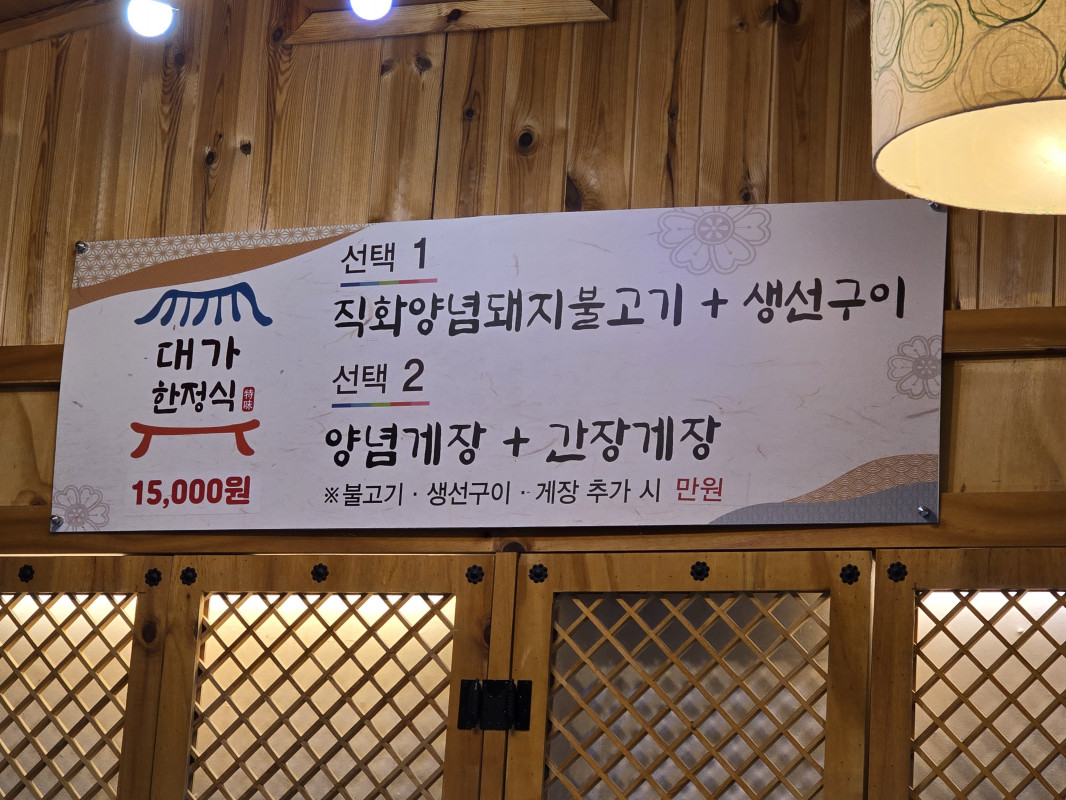 대가
한정식
特味
15,000원
선택 1
직화양념돼지불고기 + 생선구이
선택 2
양념게장 + 간장게장
※불고기 · 생선구이 · 게장 추가 시 만원